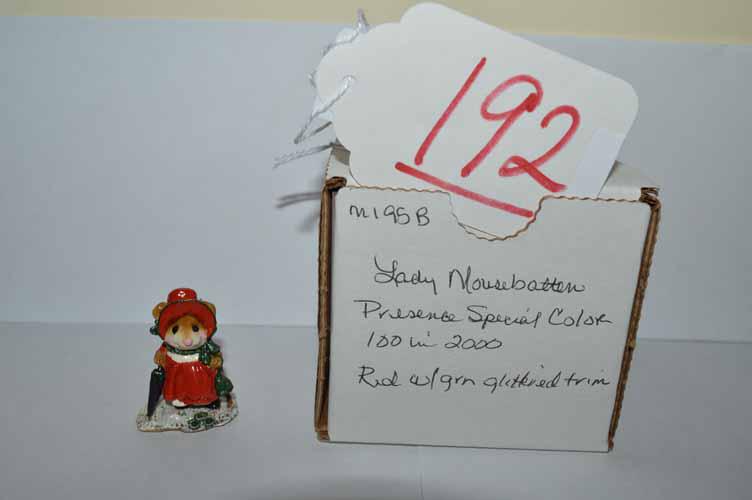 192
M195B
Lady Mousebatten
Presence Special Color
100 in 2000
Red w/grn glittered trim